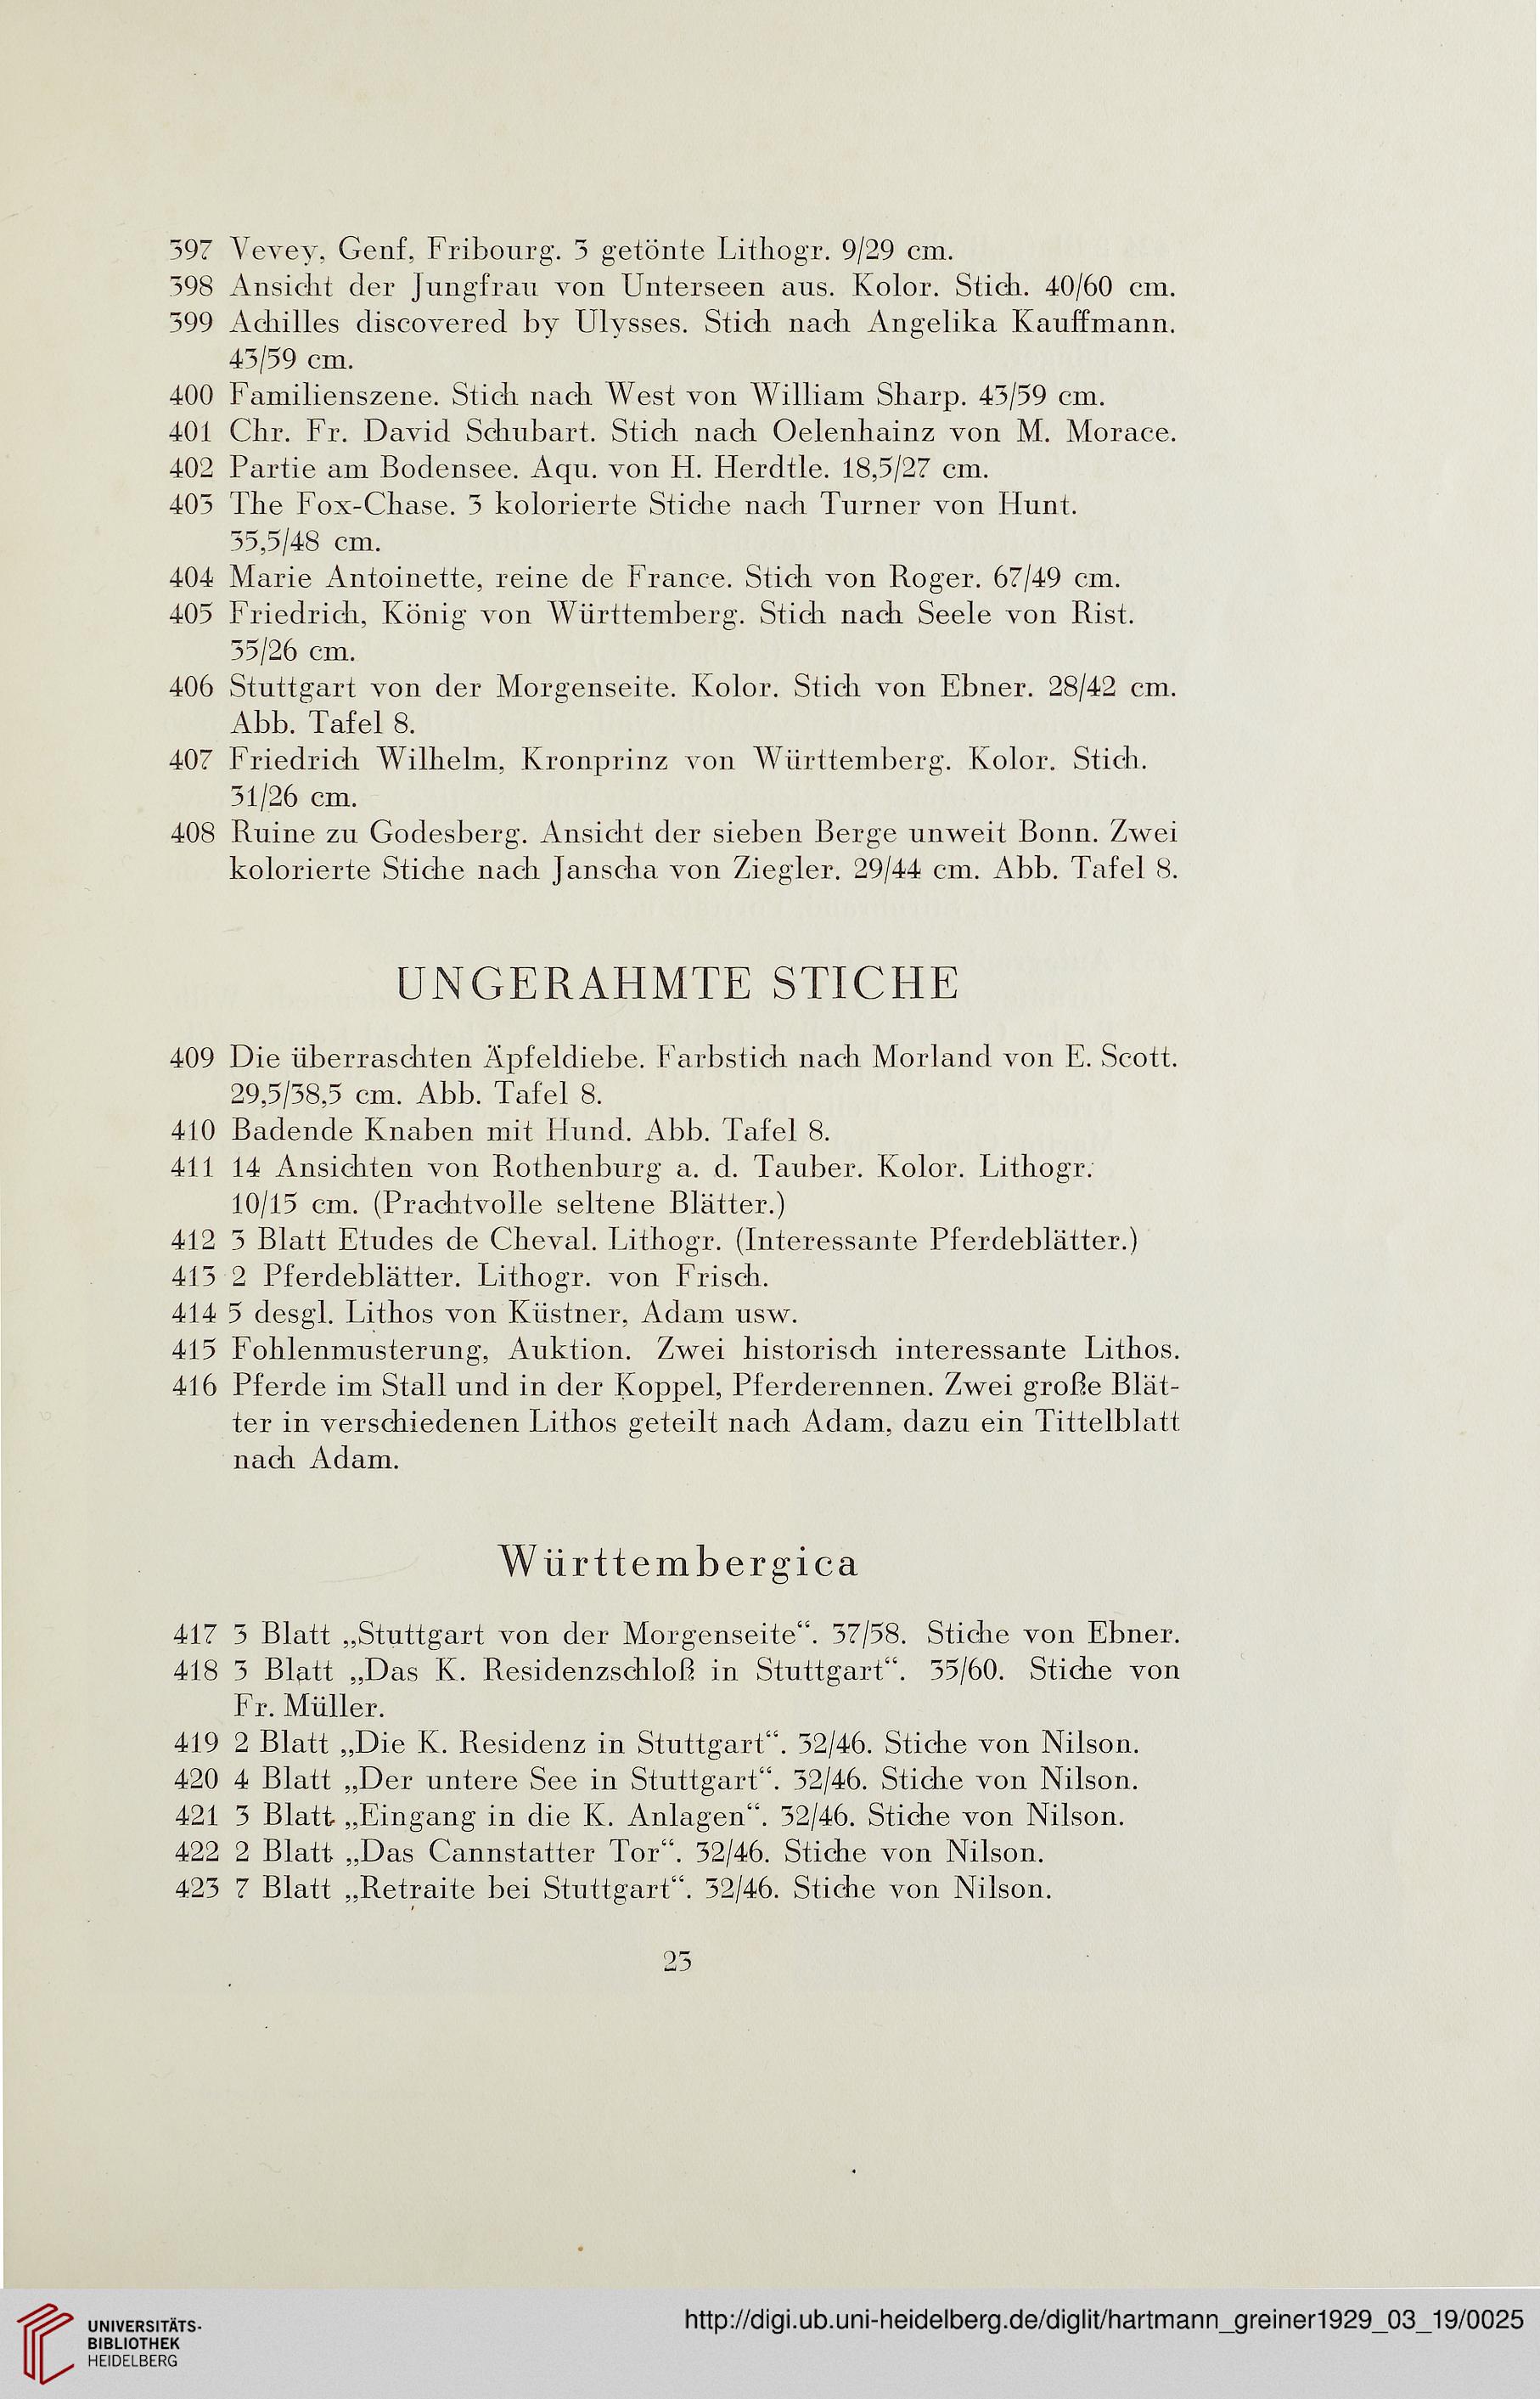 397 Vevey, Genf, Fribourg. 3 getönte Lithogr. 9/29 cm.
398 Ansicht der Jungfrau von Unterseen aus. Kolor. Stich. 40/60 cm.
399 Achilles discovered by Ulysses. Stich nach Angelika Kauffmann.
43/59 cm.
400 Familienszene. Stich nach West von William Sharp. 43/59 cm.
401 Chr. Fr. David Schubart. Stich nach Oelenhainz von M. Morace.
402 Partie am Bodensee. Aqu. von H. Herdtle. 18,5/27 cm.
403 The Fox-Chase. 3 kolorierte Stiche nach Turner von Hunt.
35,5/48 cm.
404 Marie Antoinette, reine de France. Stich von Roger. 67/49 cm.
405 Friedrich, König von Württemberg. Stich nach Seele von Rist.
35/26 cm.
406 Stuttgart von der Morgenseite. Kolor. Stich von Ebner. 28/42 cm.
Abb. Tafel 8.
407 Friedrich Wilhelm, Kronprinz von Württemberg. Kolor. Stich.
31/26 cm.
408 Ruine zu Godesberg. Ansicht der sieben Berge unweit Bonn. Zwei
kolorierte Stiche nach Janscha von Ziegler. 29/44 cm. Abb. Tafel 8.
UNGERAHMTE STICHE
409 Die überraschten Äpfeldiebe. Farbstich nach Morland von E. Scott.
29,5/38,5 cm. Abb. Tafel 8.
410 Badende Knaben mit Hund. Abb. Tafel 8.
411 14 Ansichten von Rothenburg a. d. Tauber. Kolor. Lithogr.
10/15 cm. (Prachtvolle seltene Blätter.)
412 3 Blatt Etudes de Cheval. Lithogr. (Interessante Pferdeblätter.)
413 2 Pferdeblätter. Lithogr. von Frisch.
414 5 desgl. Lithos von Küstner, Adam usw.
415 Fohlenmusterung, Auktion. Zwei historisch interessante Lithos.
416 Pferde im Stall und in der Koppel, Pferderennen. Zwei große Blät-
ter in verschiedenen Lithos geteilt nach Adam, dazu ein Tittelblatt
nach Adam.
Württembergica
417 3 Blatt „Stuttgart von der Morgenseite“. 37/58. Stiche von Ebner.
418 3 Blatt „Das K. Residenzschloß in Stuttgart“. 35/60. Stiche von
Fr. Müller.
419 2 Blatt „Die K. Residenz in Stuttgart“. 32/46. Stiche von Nilson.
420 4 Blatt „Der untere See in Stuttgart“. 32/46. Stiche von Nilson.
421 3 Blatt „Eingang in die K. Anlagen“. 32/46. Stiche von Nilson.
422 2 Blatt „Das Cannstatter Tor“. 32/46. Stiche von Nilson.
423 7 Blatt „Retraite bei Stuttgart“. 32/46. Stiche von Nilson.
23
UNIVERSITÄTS-
BIBLIOTHEK
HEIDELBERG
http://digi.ub.uni-heidelberg.de/diglit/hartmann_greiner1929_03_19/0025